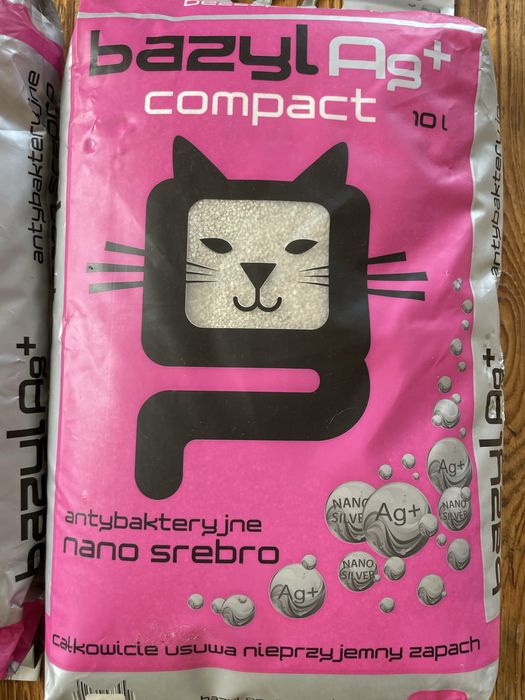 bazyl Ag+
compact
10 l
antybakteryjne
bazyl Ag+
antybakteryjne
bazyl Ag+
Ag+
NANO
SILVER
Ag+
NANO
SILVER
NANO
SILVER
Ag+
antybakteryjne
nano srebro
całkowicie usuwa nieprzyjemny zapach